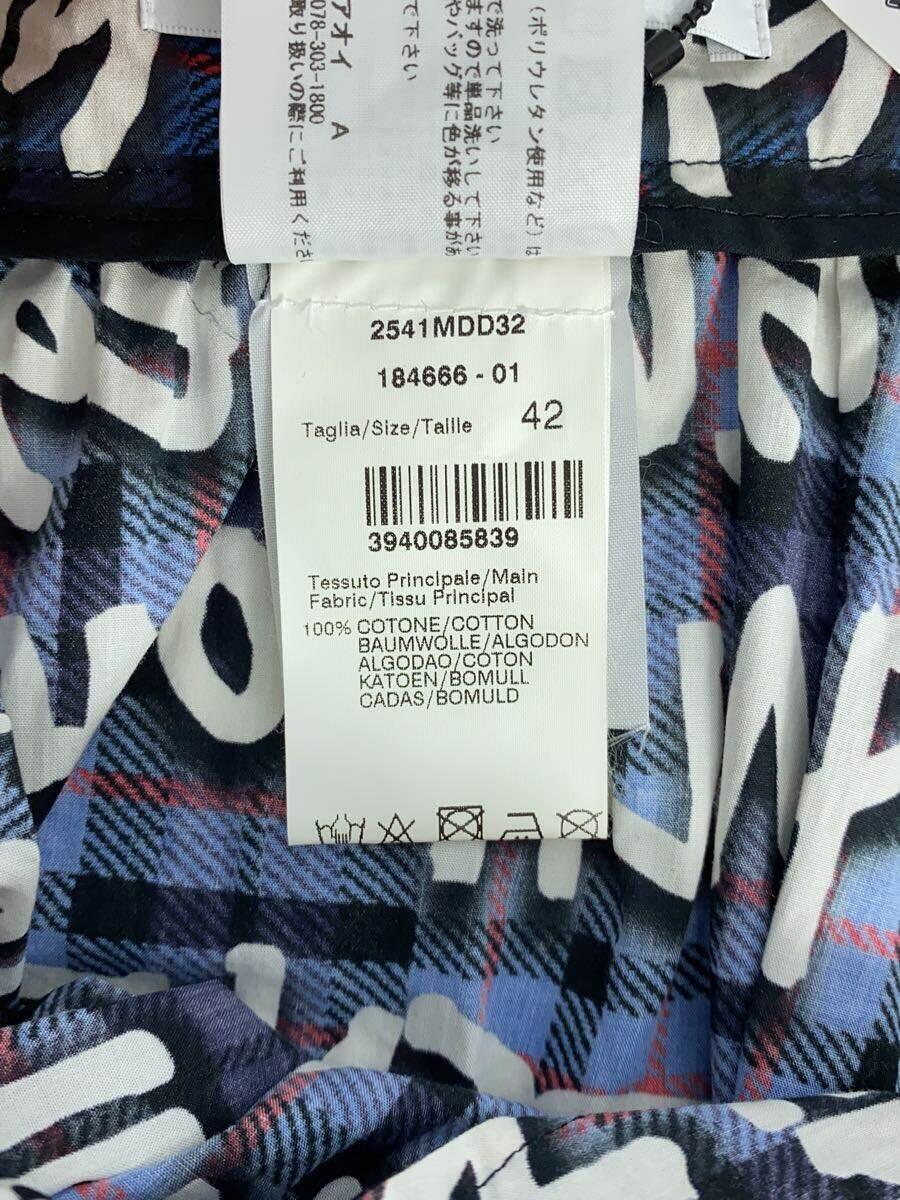 (ポリウレタン使用など)は
で洗って下さい
ますので単品洗いして下さい
やバッグ等に色が移る事があ
て下さい
アオイ A
078-303-1800
取り扱いの際にご利用くださ
2541MDD32
184666 - 01
Taglia/Size/Taille 42
3940085839
Tessuto Principale/Main
Fabric/Tissu Principal
100% COTONE/COTTON
BAUMWOLLE/ALGODON
ALGODAO/COTON
KATOEN/BOMULL
CADAS/BOMULD